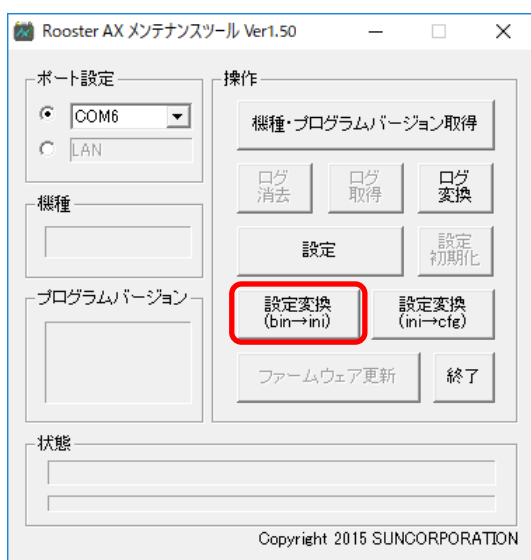 Rooster AX メンテナンスツール Ver1.50
ポート設定
COM6
LAN
機種
プログラムバージョン
操作
機種・プログラムバージョン取得
ログ
消去
ログ
取得
ログ
変換
設定
設定
初期化
設定変換
(bin→ini)
設定変換
(ini→cfg)
ファームウェア更新
終了
状態
Copyright 2015 SUNCORPORATION